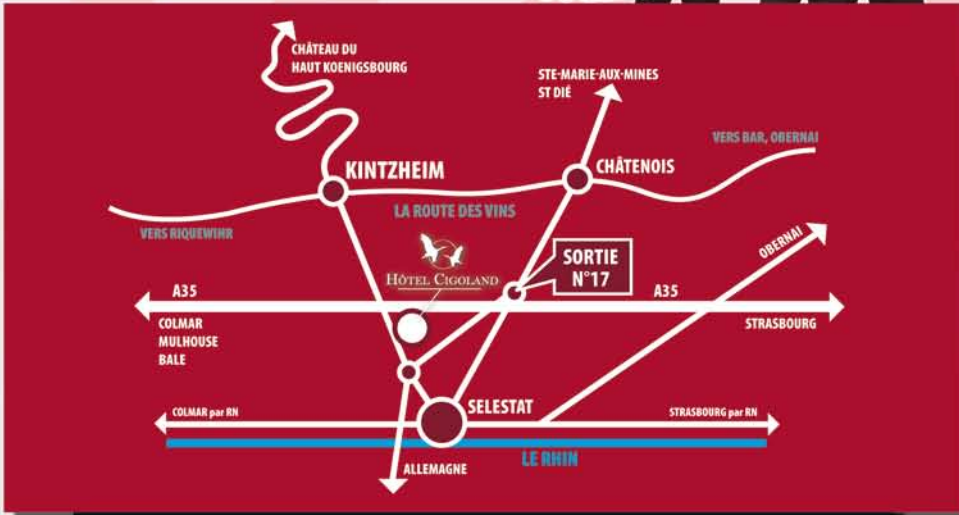 CHÂTEAU DU
HAUT KOENIGSBOURG
STE-MARIE-AUX-MINES
ST DIÉ
VERS BAR, OBERNAI
KINTZHEIM
CHÂTENOIS
LA ROUTE DES VINS
VERS RIQUEWIHR
HÔTEL CIGOLAND
SORTIE
N°17
OBERNAI
A35
A35
COLMAR
MULHOUSE
BALE
STRASBOURG
SELESTAT
COLMAR par RN
STRASBOURG par RN
LE RHIN
ALLEMAGNE